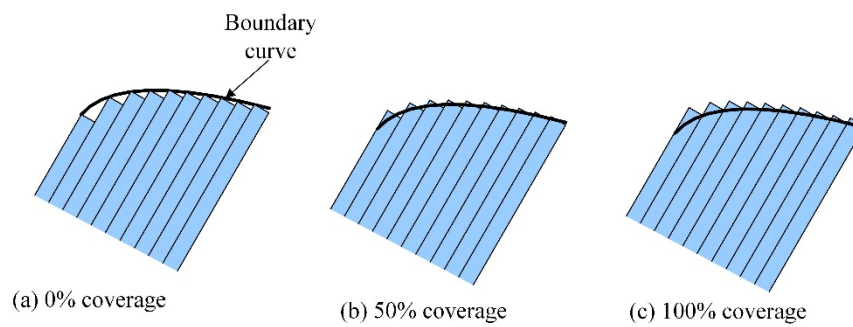 Boundary
curve
(a) 0% coverage
(b) 50% coverage
(c) 100% coverage